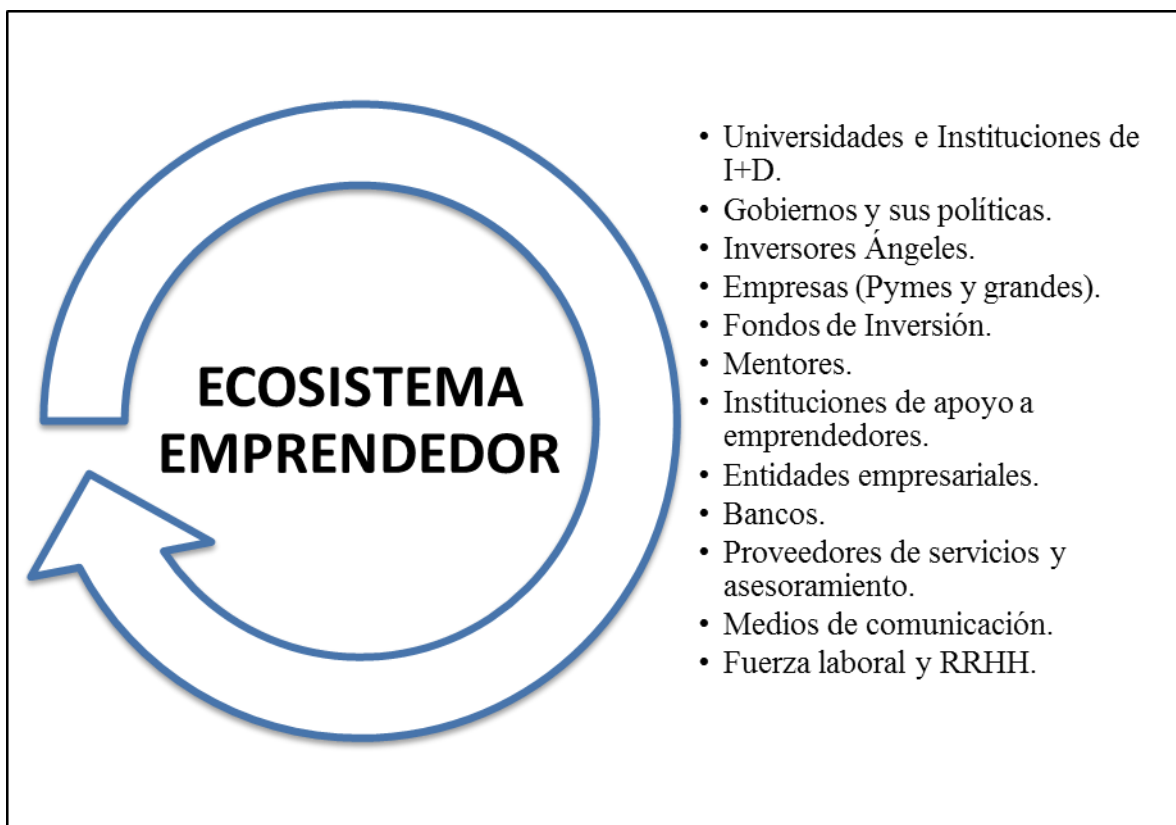 ECOSISTEMA
EMPRENDEDOR
• Universidades e Instituciones de
I+D.
• Gobiernos y sus políticas.
• Inversores Ángeles.
• Empresas (Pymes y grandes).
• Fondos de Inversión.
• Mentores.
• Instituciones de apoyo a
emprendedores.
• Entidades empresariales.
• Bancos.
• Proveedores de servicios y
asesoramiento.
• Medios de comunicación.
• Fuerza laboral y RRHH.